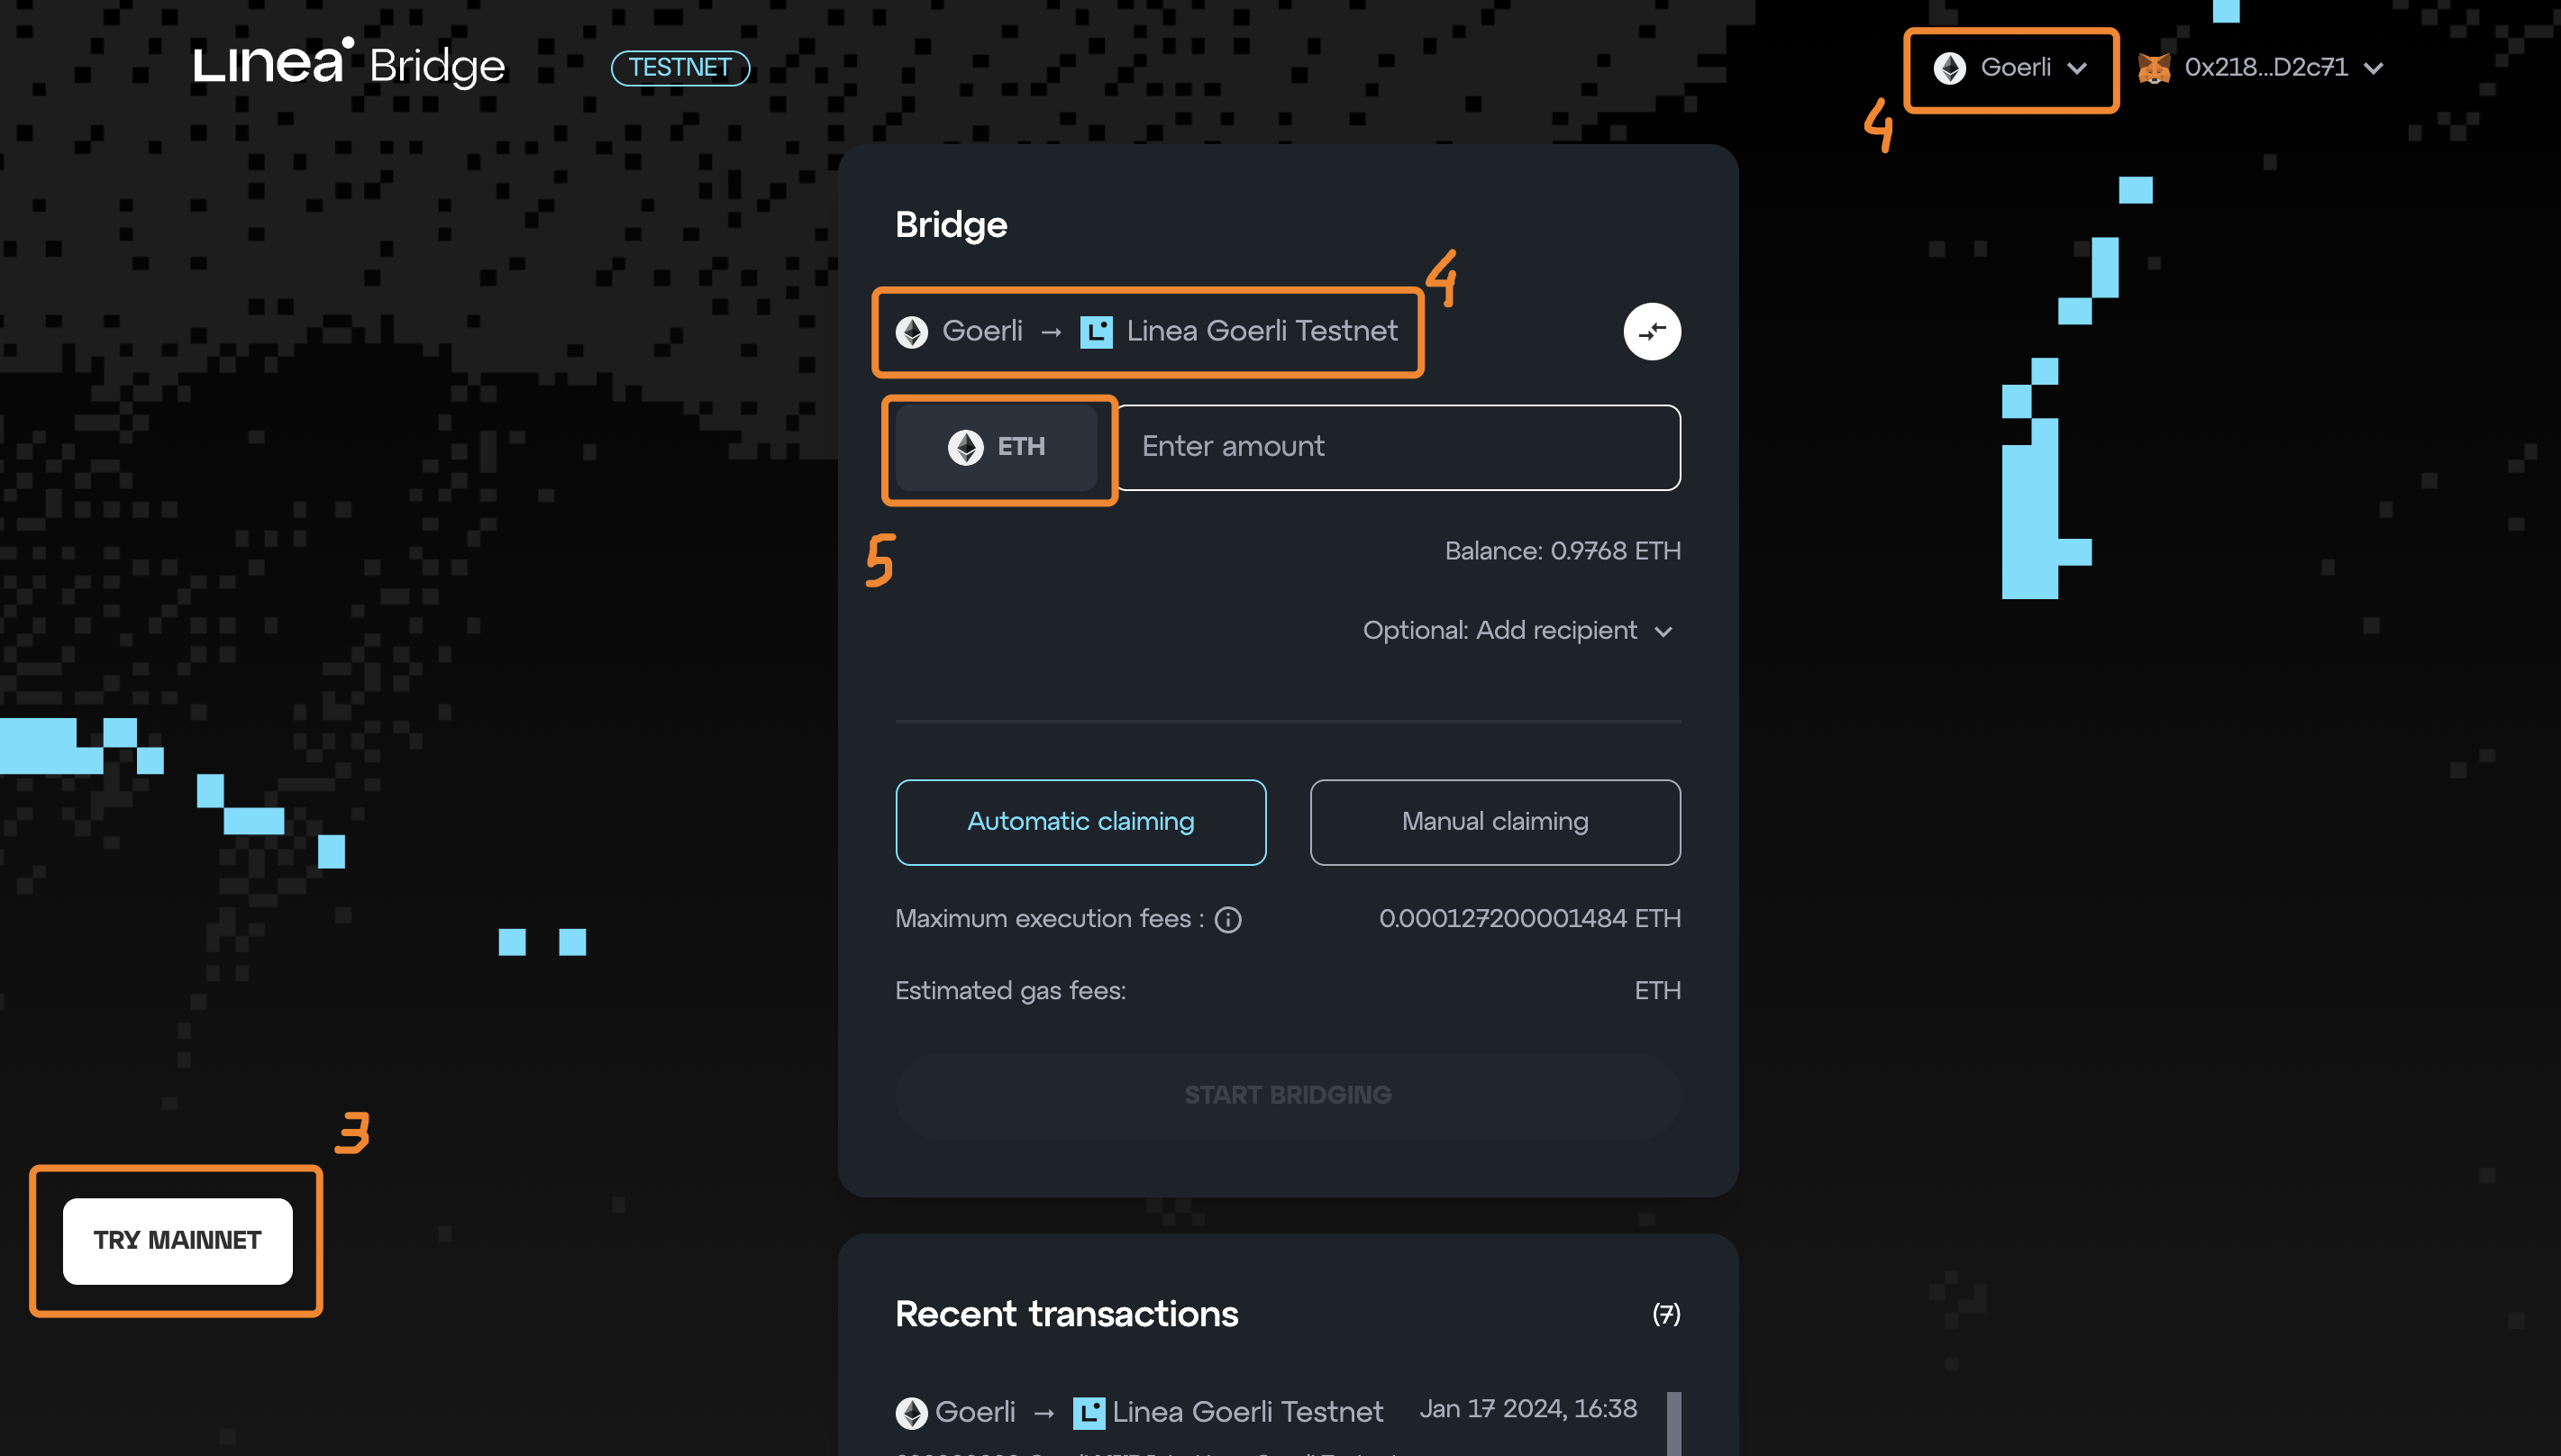 Linea Bridge
TESTNET
Goerli
0x218...D2c71
4
Bridge
4
Goerli → Linea Goerli Testnet
ETH
Enter amount
5
Balance: 0.9768 ETH
Optional: Add recipient
Automatic claiming
Manual claiming
Maximum execution fees :
0.000127200001484 ETH
Estimated gas fees:
ETH
START BRIDGING
3
TRY MAINNET
Recent transactions
(7)
Goerli → Linea Goerli Testnet
Jan 17 2024, 16:38